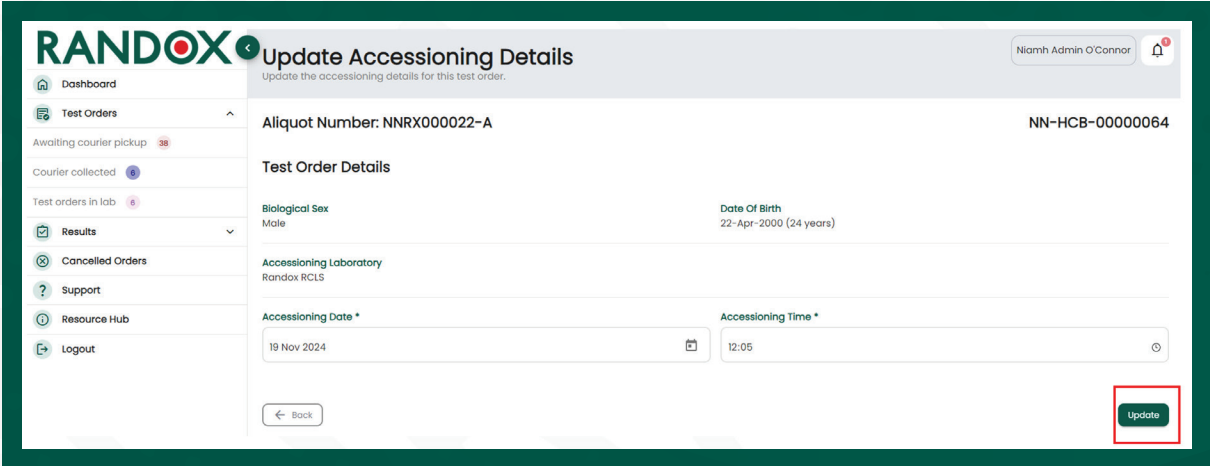 RANDOX
Dashboard
Test Orders
Awaiting courier pickup 38
Courier collected 6
Test orders in lab 6
Results
Cancelled Orders
? Support
Resource Hub
Logout
Update Accessioning Details
Update the accessioning details for this test order.
Niamh Admin O'Connor
1
Aliquot Number: NNRX000022-A
NN-HCB-00000064
Test Order Details
Biological Sex
Male
Date Of Birth
22-Apr-2000 (24 years)
Accessioning Laboratory
Randox RCLS
Accessioning Date *
19 Nov 2024
Accessioning Time *
12:05
Back
Update